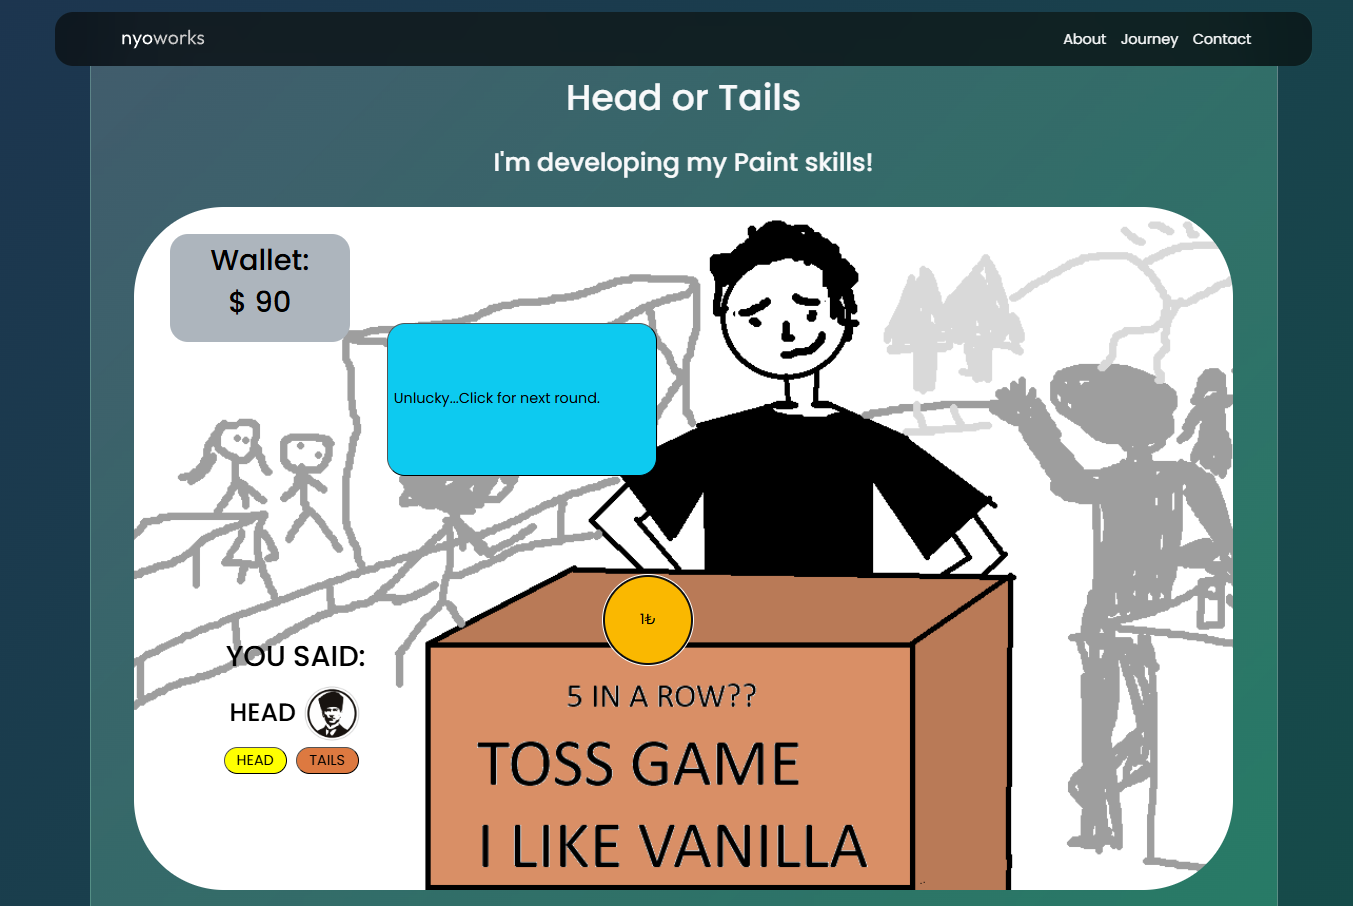 nyoworks
About Journey Contact
Head or Tails
I'm developing my Paint skills!
Wallet:
$ 90
Unlucky...Click for next round.
1₺
YOU SAID:
HEAD
HEAD TAILS
5 IN A ROW??
TOSS GAME
I LIKE VANILLA